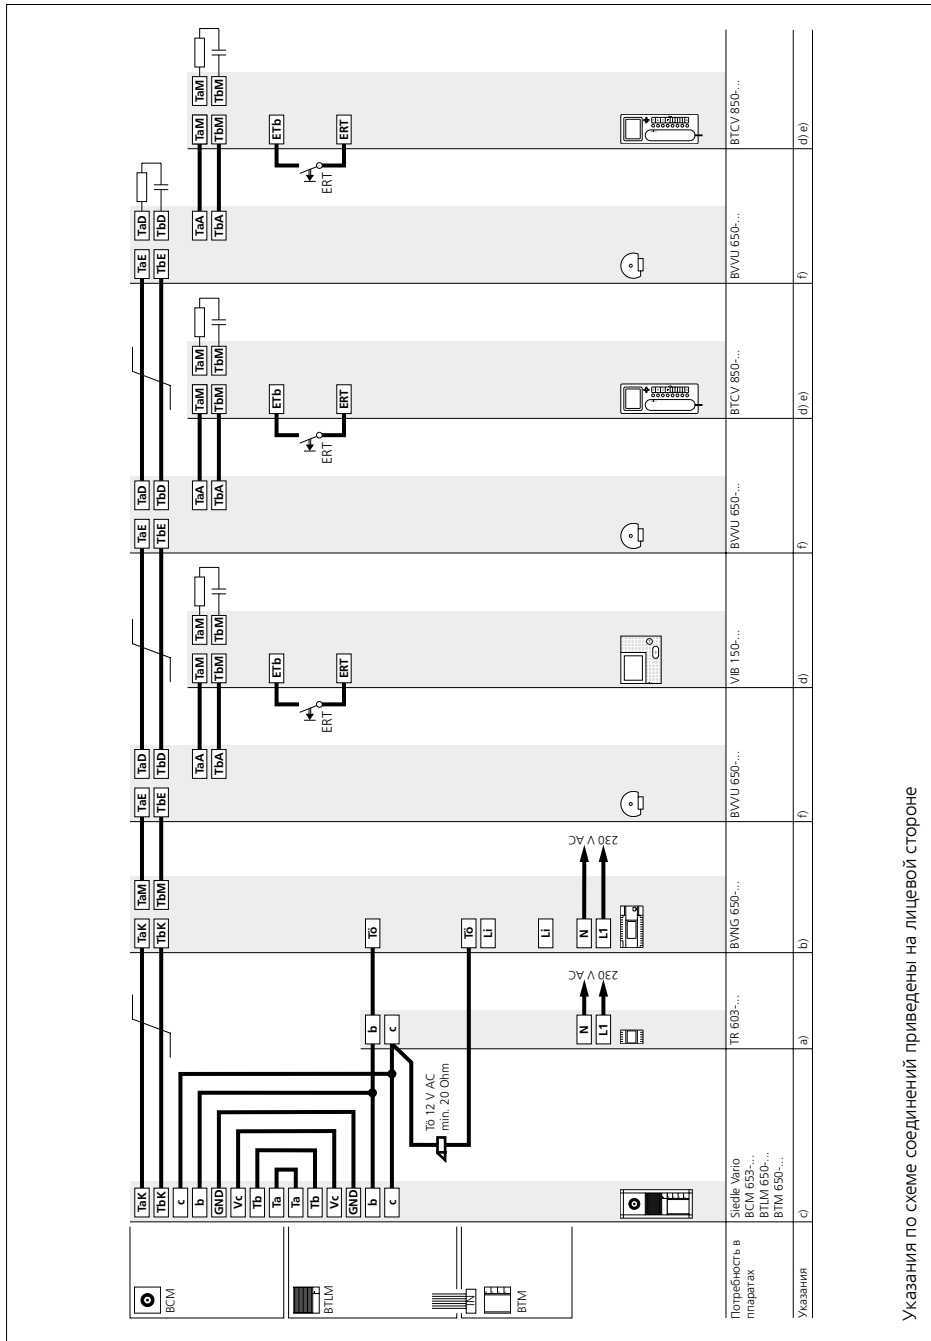 TaK TaK TaM TaE TaD TaE TaD TaE TaD
TbK TbK TbM TbE TbD TbE TbD TbE TbD
BCM
c
b TaA TaM TaM TaA TaM TaM TaA TaM TaM
GND TbA TbM TbM TbA TbM TbM TbA TbM TbM
Vc
Tb
Ta ETb ETb ETb
Ta
Tb
BTLM ERT ERT ERT
Vc
ERT ERT ERT
GND
b b Tö
c c
Tö 12 V AC
min. 20 Ohm
IN Tö
Li
BTM
Li
N N
230 V AC 230 V AC
L1 L1
Потребность в
ппаратах
Siedle Vario
BCM 653-...
BTLM 650-...
BTM 650-...
TR 603-...
BVNG 650-...
BVVU 650-...
VIB 150-...
BVVU 650-...
BTCV 850-...
BVVU 650-...
BTCV 850-...
Указания c) a) b) f) d) f) d) e) f) d) e)
Указания по схеме соединений приведены на лицевой стороне